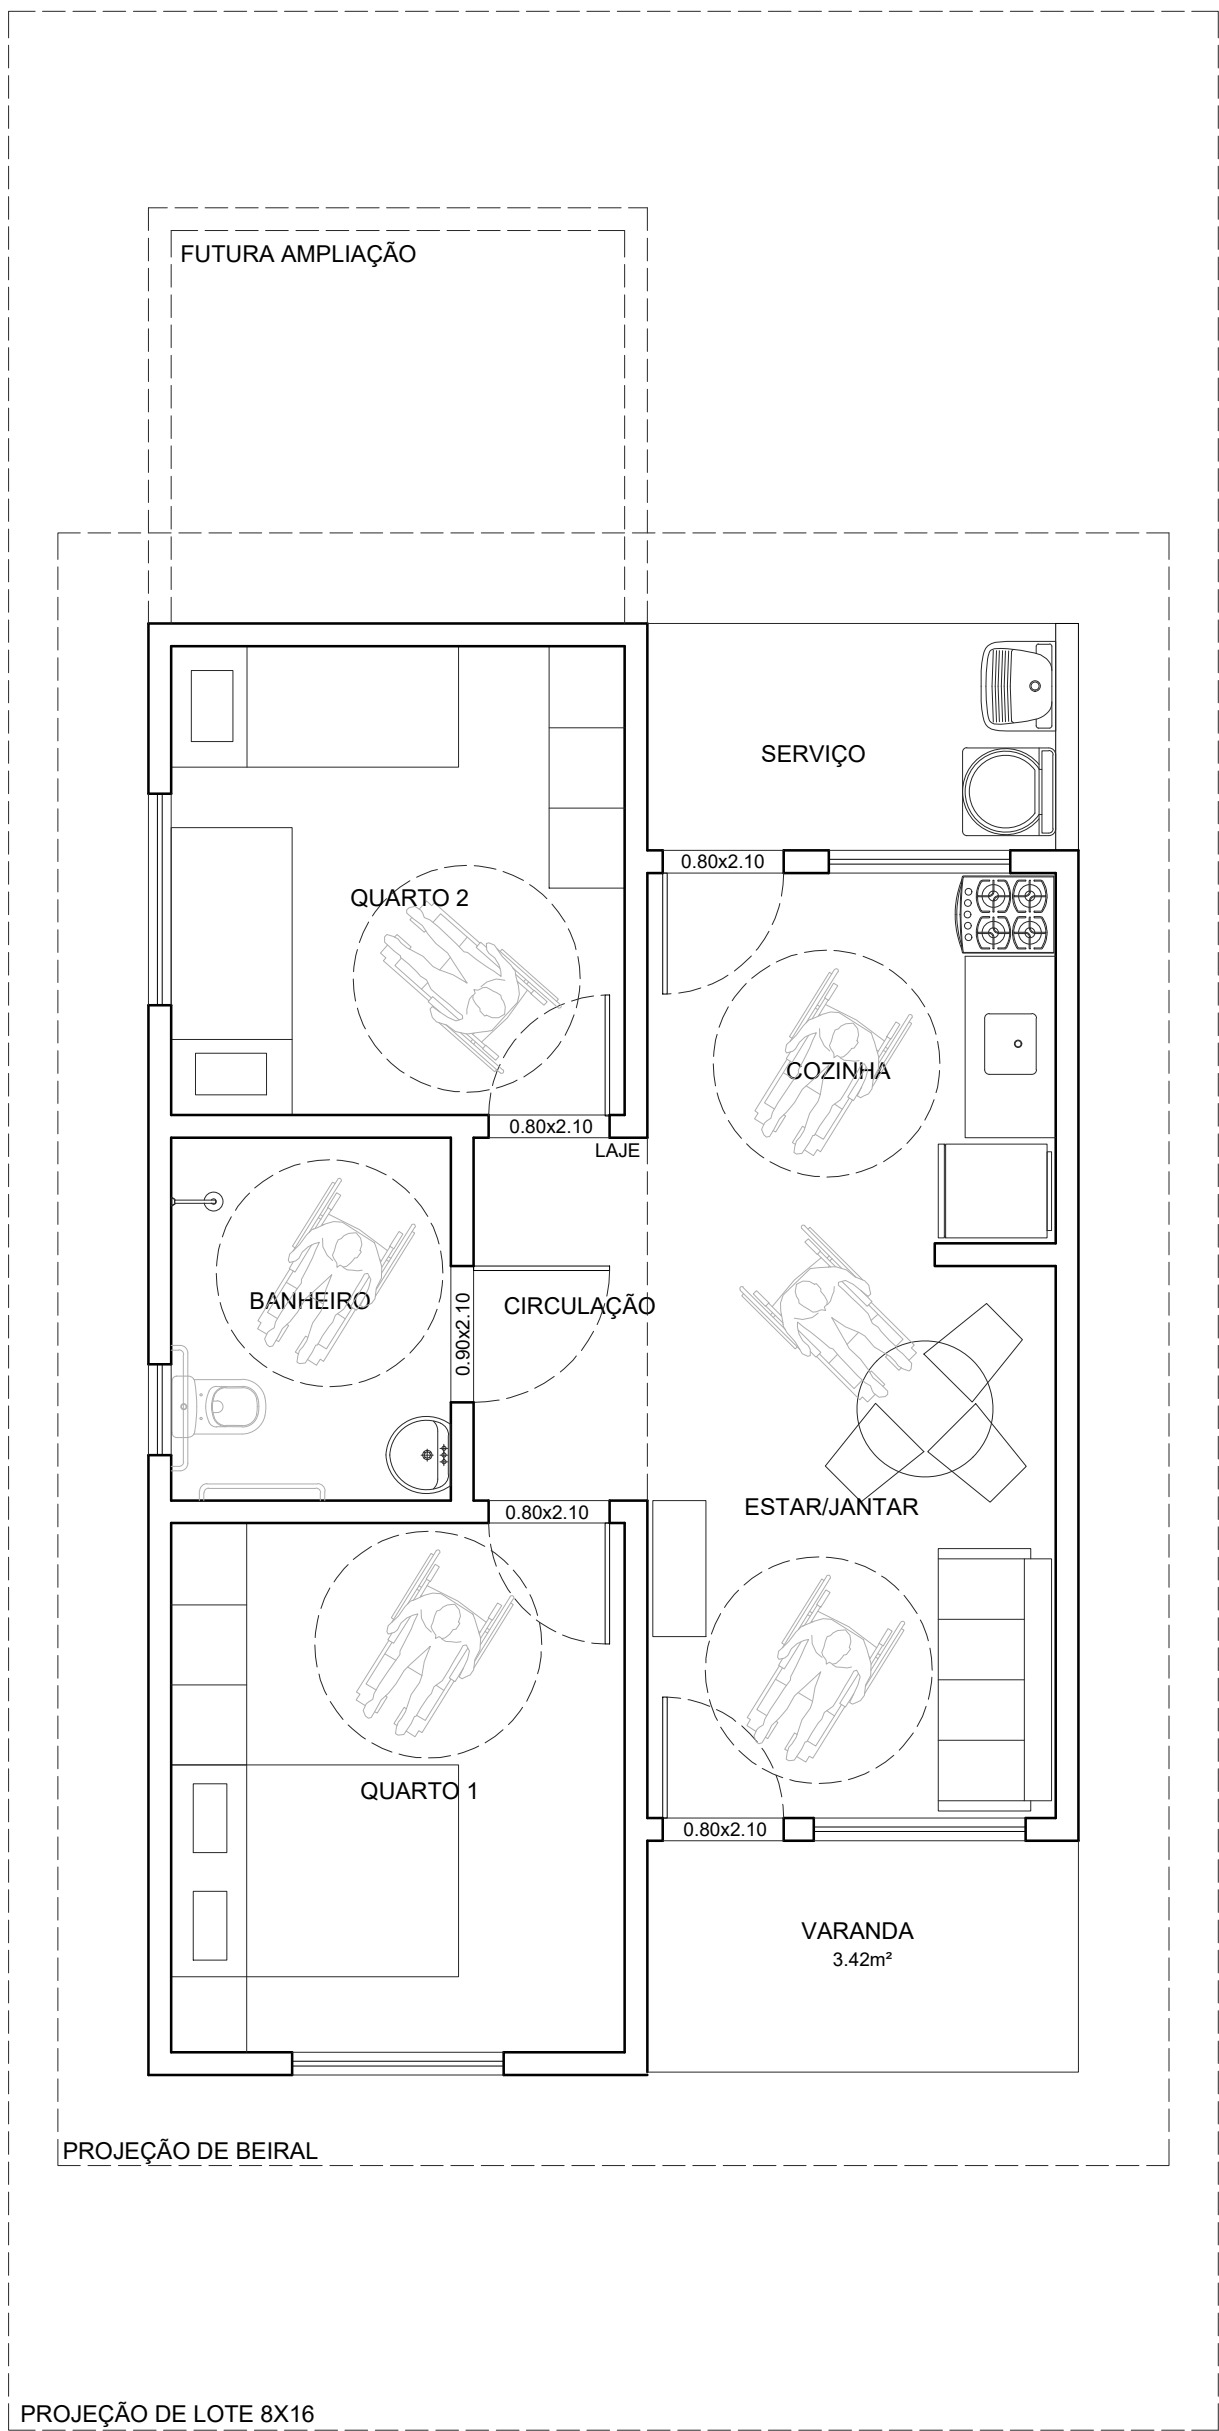 FUTURA AMPLIAÇÃO
SERVIÇO
0.80x2.10
QUARTO 2
COZINHA
0.80x2.10
LAJE
BANHEIRO
CIRCULAÇÃO
0.90x2.10
ESTAR/JANTAR
0.80x2.10
QUARTO 1
0.80x2.10
VARANDA
3.42m²
PROJEÇÃO DE BEIRAL
PROJEÇÃO DE LOTE 8X16